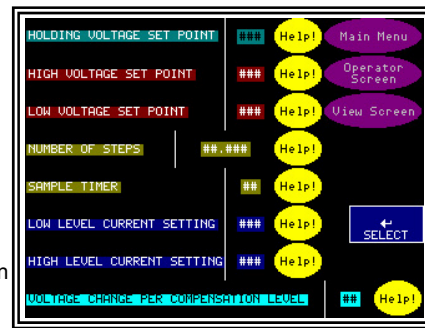 HOLDING VOLTAGE SET POINT ### Help! Main Menu
HIGH VOLTAGE SET POINT ### Help! Operator
Screen
LOW VOLTAGE SET POINT ### Help! View Screen
NUMBER OF STEPS ##.### Help!
SAMPLE TIMER ## Help!
LOW LEVEL CURRENT SETTING ### Help!
SELECT
HIGH LEVEL CURRENT SETTING ### Help!
VOLTAGE CHANGE PER COMPENSATION LEVEL ## Help!